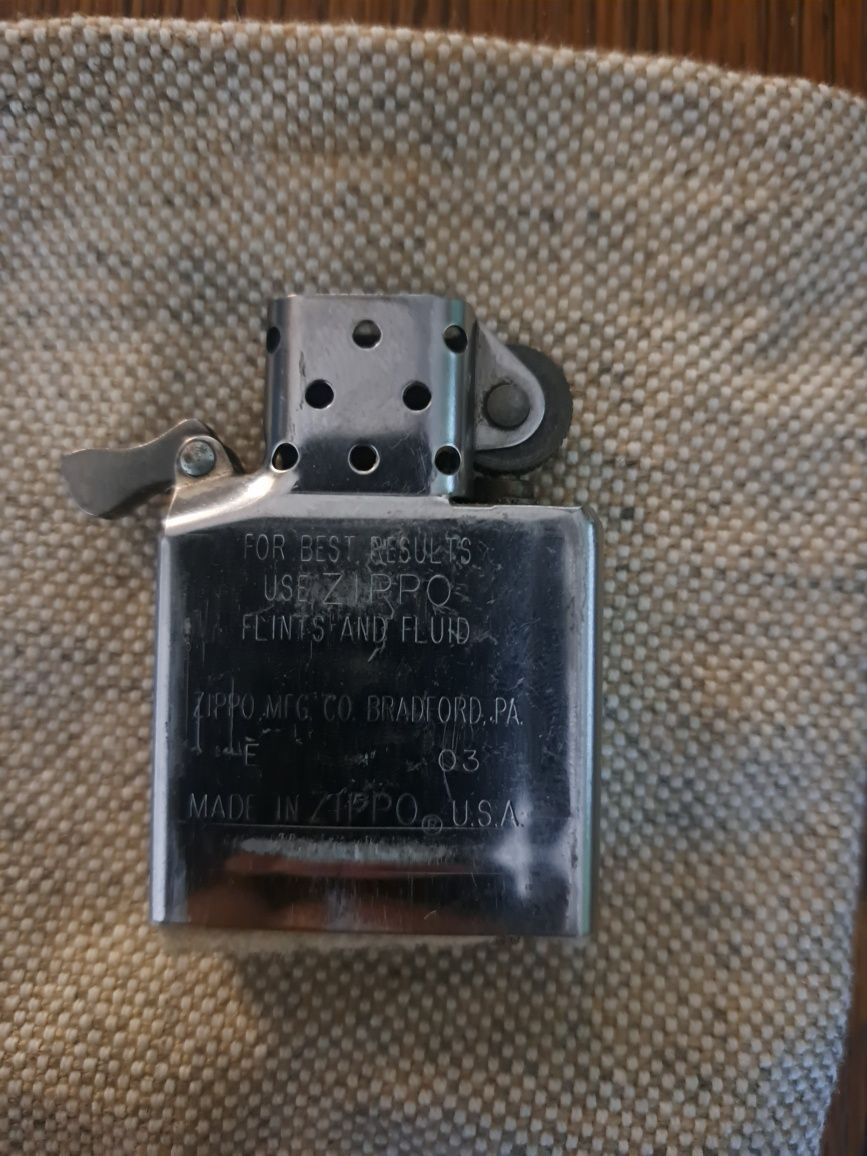 FOR BEST RESULTS
USE ZIPPO
FLINTS AND FLUID
ZIPPO MFG. CO. BRADFORD, PA.
E 03
MADE IN ZIPPO® U.S.A.